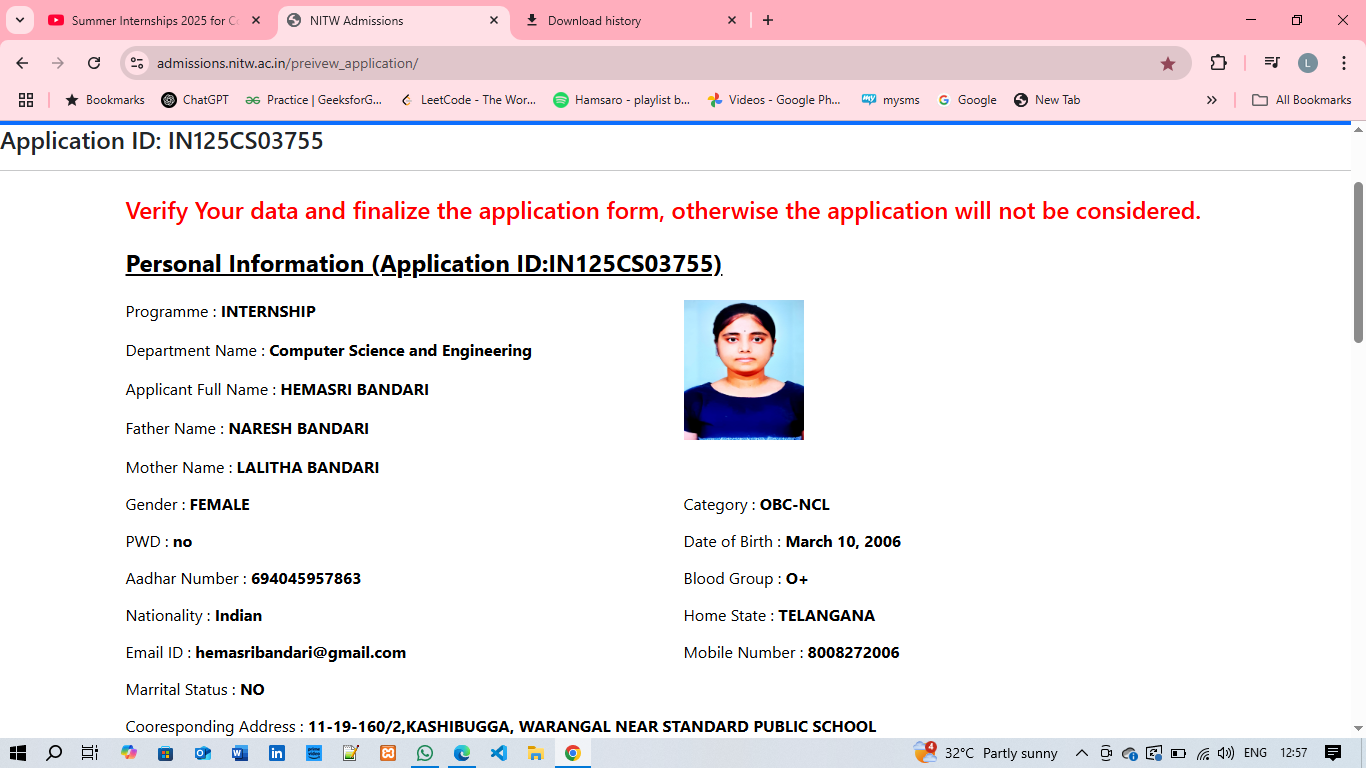 Summer Internships 2025 for Co
NITW Admissions
Download history
admissions.nitw.ac.in/preivew_application/
L
Bookmarks
ChatGPT
Practice | GeeksforG...
LeetCode - The Wor...
Hamsaro - playlist b...
Videos - Google Ph...
my
mysms
G
Google
New Tab
All Bookmarks
Application ID: IN125CS03755
Verify Your data and finalize the application form, otherwise the application will not be considered.
Personal Information (Application ID:IN125CS03755)
Programme : INTERNSHIP
Department Name : Computer Science and Engineering
Applicant Full Name : HEMASRI BANDARI
Father Name : NARESH BANDARI
Mother Name : LALITHA BANDARI
Gender : FEMALE
Category : OBC-NCL
PWD : no
Date of Birth : March 10, 2006
Aadhar Number : 694045957863
Blood Group : O+
Nationality : Indian
Home State : TELANGANA
Email ID : hemasribandari@gmail.com
Mobile Number : 8008272006
Marrital Status : NO
Cooresponding Address : 11-19-160/2,KASHIBUGGA, WARANGAL NEAR STANDARD PUBLIC SCHOOL
4
32°C Partly sunny
ENG
12:57